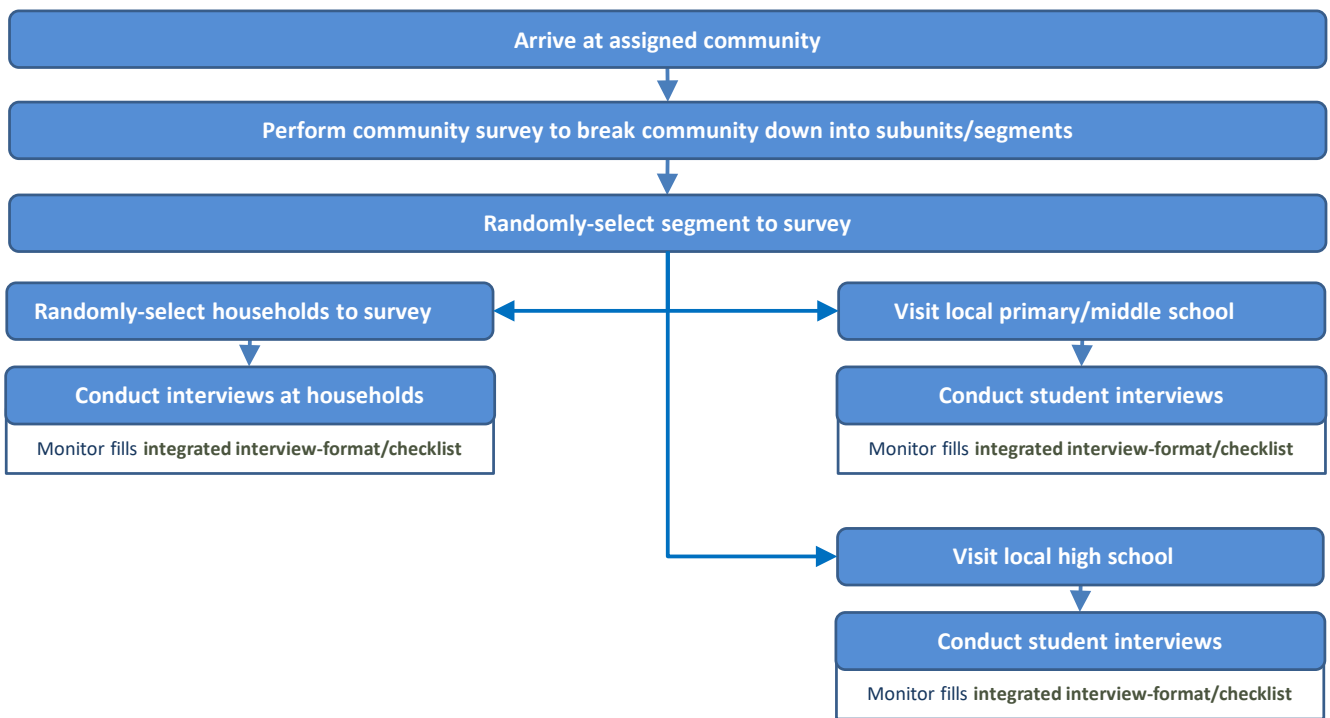 Arrive at assigned community
Perform community survey to break community down into subunits/segments
Randomly-select segment to survey
Randomly-select households to survey
Conduct interviews at households
Monitor fills integrated interview-format/checklist
Visit local primary/middle school
Conduct student interviews
Monitor fills integrated interview-format/checklist
Visit local high school
Conduct student interviews
Monitor fills integrated interview-format/checklist